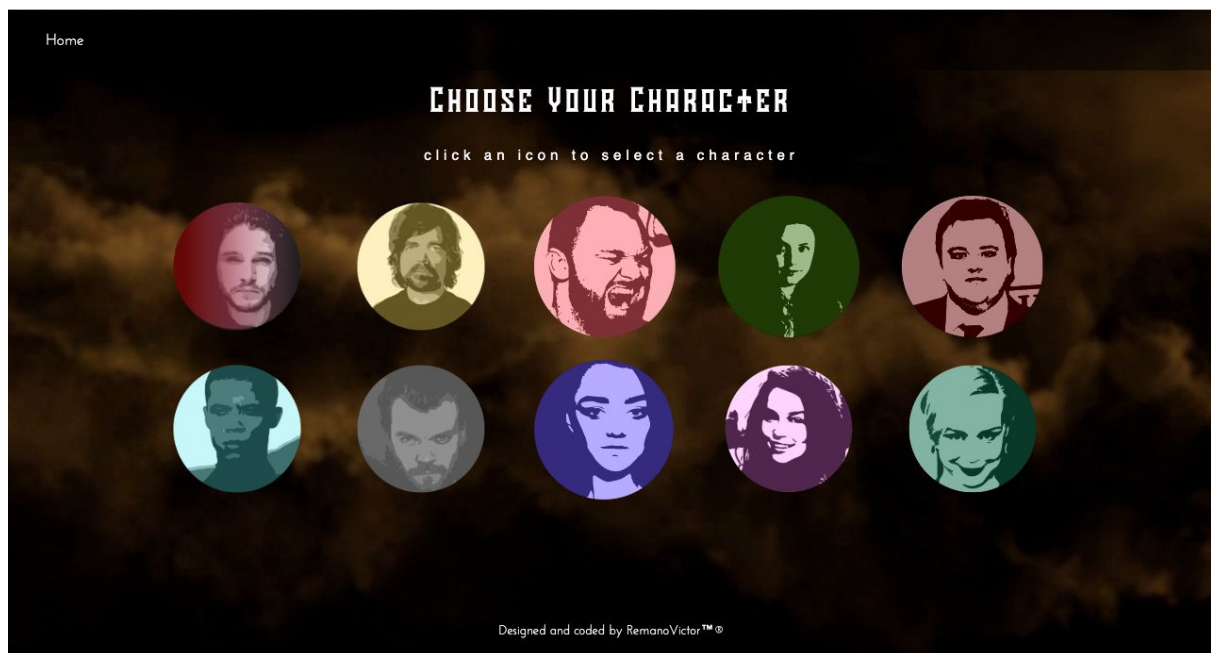 Home
Choose Your Character
click an icon to select a character
Designed and coded by RemanoVictor™®